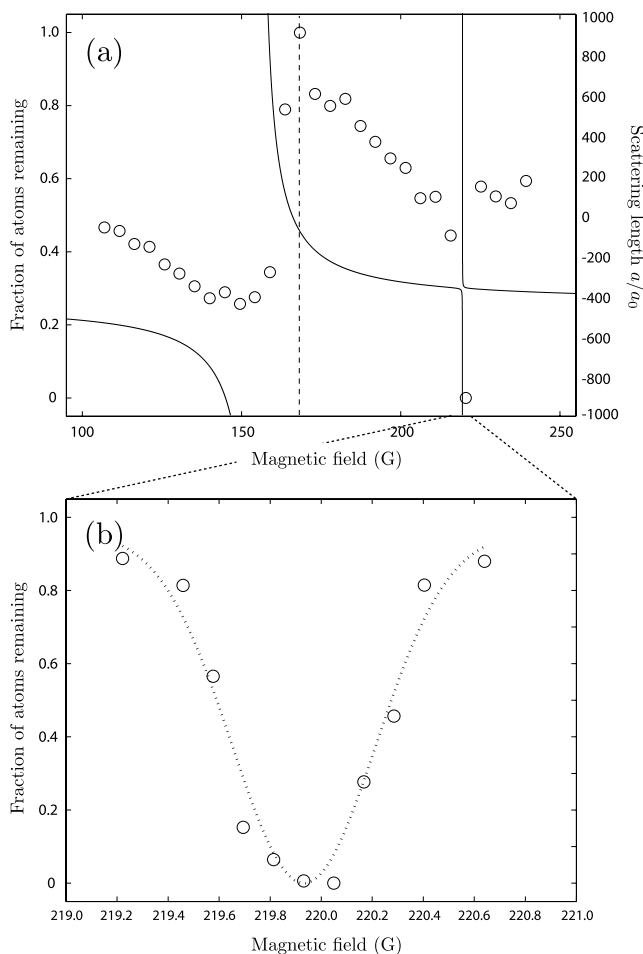 (a)
1.0
0.8
0.6
0.4
0.2
0
Fraction of atoms remaining
1000
800
600
400
200
0
-200
-400
-600
-800
-1000
Scattering length a/a0
100 150 200 250
Magnetic field (G)
(b)
1.0
0.8
0.6
0.4
0.2
0
Fraction of atoms remaining
219.0 219.2 219.4 219.6 219.8 220.0 220.2 220.4 220.6 220.8 221.0
Magnetic field (G)